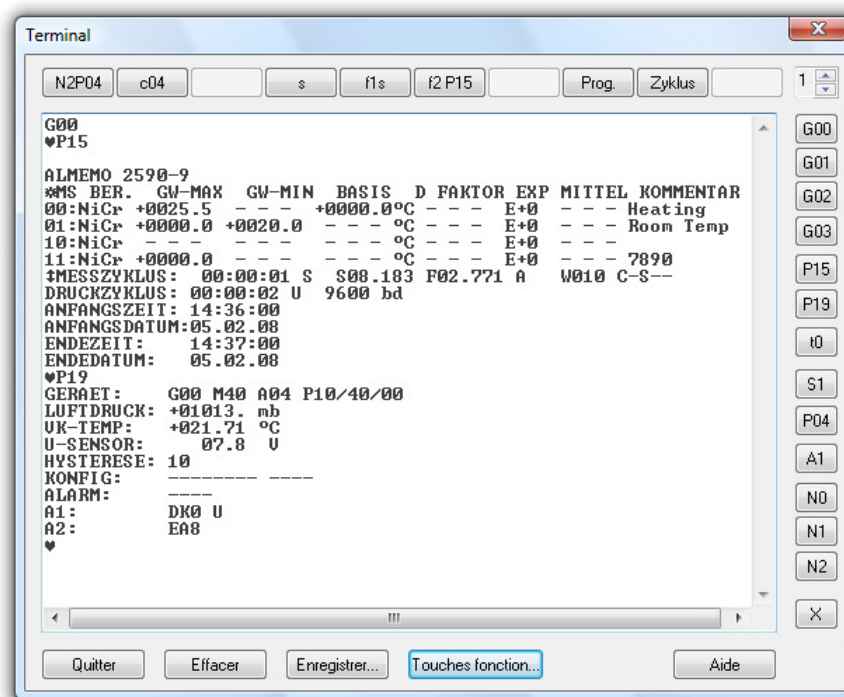 Terminal
N2P04 c04 s f1s f2 P15 Prog. Zyklus 1
G00
♥P15
ALMEMO 2590-9
☼MS BER. GW-MAX GW-MIN BASIS D FAKTOR EXP MITTEL KOMMENTAR
00:NiCr +0025.5 - - - +0000.0ºC - - - E+0 - - - Heating
01:NiCr +0000.0 +0020.0 - - - ºC - - - E+0 - - - Room Temp
10:NiCr - - - - - - - - - ºC - - - E+0 - - -
11:NiCr +0000.0 - - - - - - ºC - - - E+0 - - - 7890
‡MESSZYKLUS: 00:00:01 S S08.183 F02.771 A W010 C-S--
DRUCKZYKLUS: 00:00:02 U 9600 bd
ANFANGSZEIT: 14:36:00
ANFANGSDATUM:05.02.08
ENDEZEIT: 14:37:00
ENDEDATUM: 05.02.08
♥P19
GERAET: G00 M40 A04 P10/40/00
LUFTDRUCK: +01013. mb
VK-TEMP: +021.71 ºC
U-SENSOR: 07.8 V
HYSTERESE: 10
KONFIG: -------- ----
ALARM: ----
A1: DK0 U
A2: EA8
♥
G00
G01
G02
G03
P15
P19
t0
S1
P04
A1
N0
N1
N2
X
Quitter Effacer Enregistrer... Touches fonction... Aide